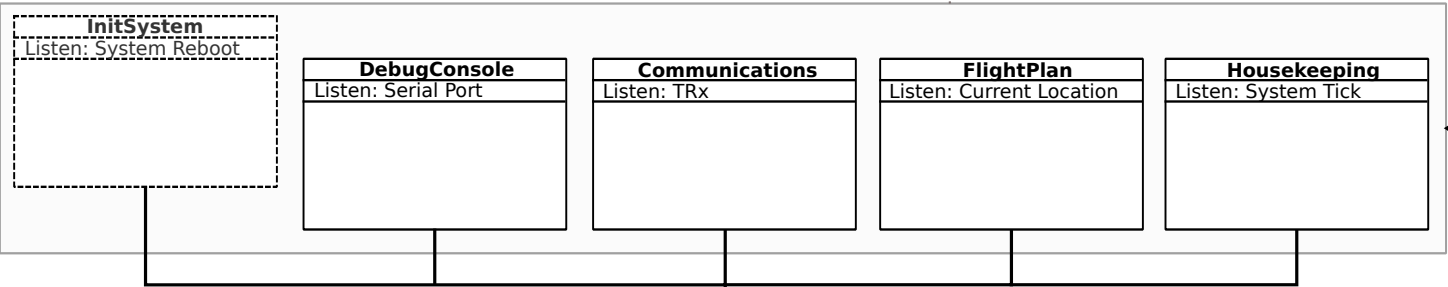 InitSystem
Listen: System Reboot
DebugConsole
Listen: Serial Port
Communications
Listen: TRx
FlightPlan
Listen: Current Location
Housekeeping
Listen: System Tick